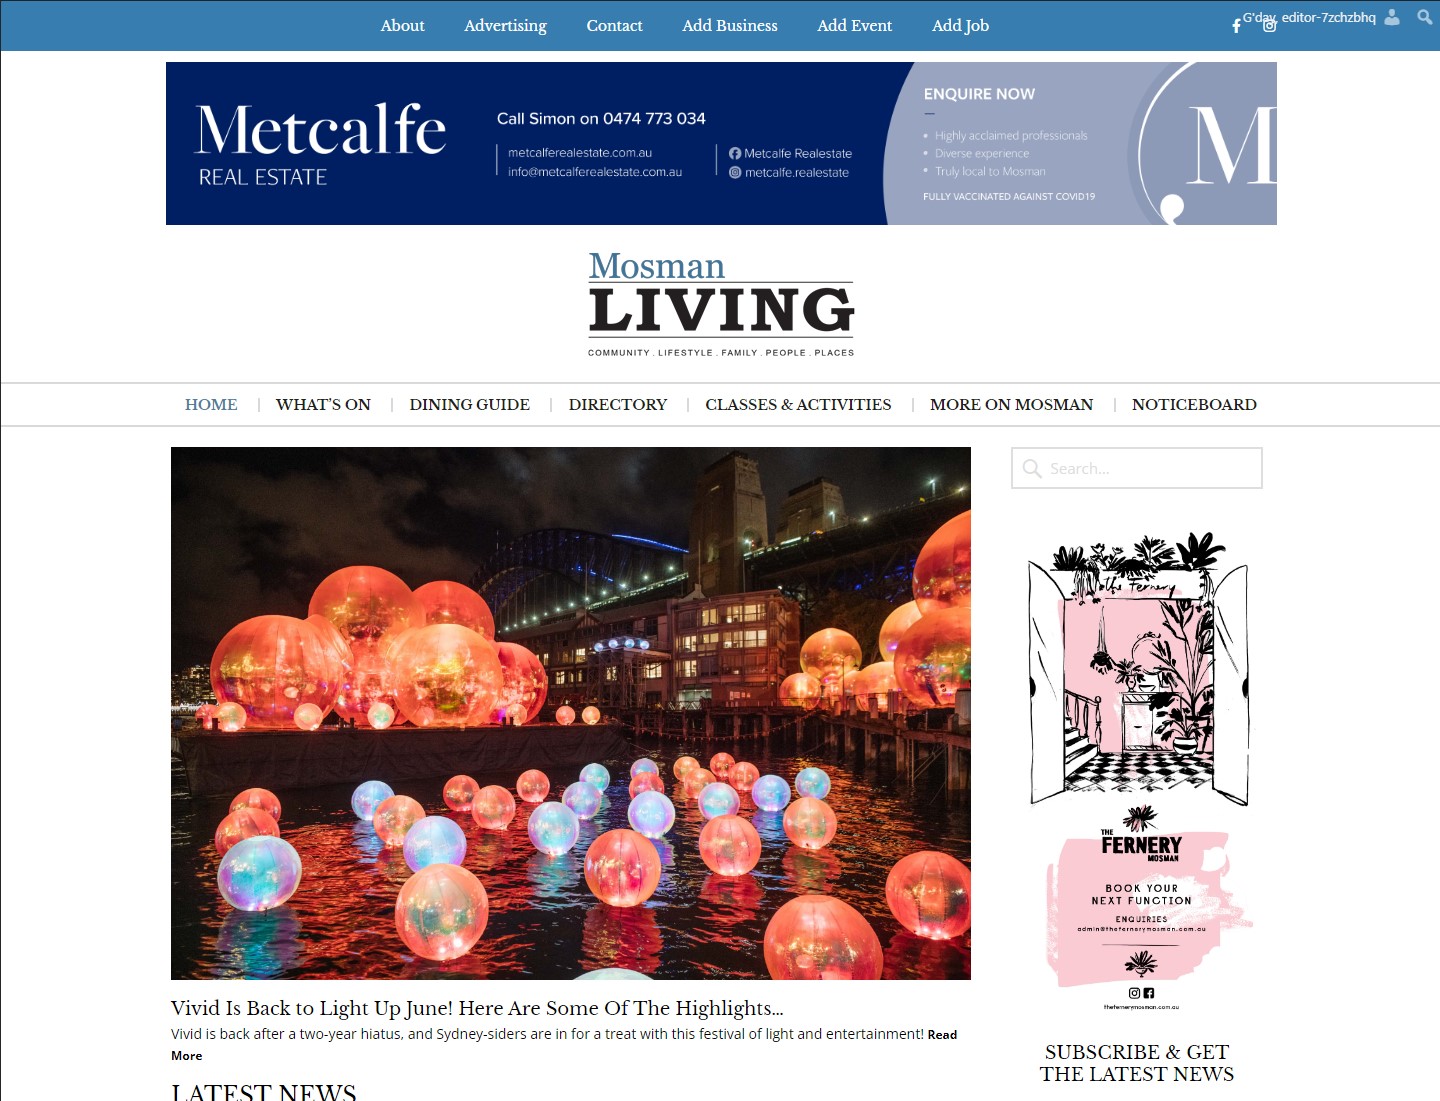 About Advertising Contact Add Business Add Event Add Job
G'day, editor-7zchzbhq
Metcalfe
REAL ESTATE
Call Simon on 0474 773 034
metcalferealestate.com.au
info@metcalferealestate.com.au
Metcalfe Realestate
metcalfe.realestate
ENQUIRE NOW
• Highly acclaimed professionals
• Diverse experience
• Truly local to Mosman
FULLY VACCINATED AGAINST COVID19
M
Mosman
LIVING
COMMUNITY . LIFESTYLE . FAMILY . PEOPLE . PLACES
HOME | WHAT'S ON | DINING GUIDE | DIRECTORY | CLASSES & ACTIVITIES | MORE ON MOSMAN | NOTICEBOARD
Search...
the Fernery
THE
FERNERY
MOSMAN
BOOK YOUR
NEXT FUNCTION
ENQUIRIES
admin@thefernerymosman.com.au
thefernerymosman.com.au
Vivid Is Back to Light Up June! Here Are Some Of The Highlights...
Vivid is back after a two-year hiatus, and Sydney-siders are in for a treat with this festival of light and entertainment! Read
More
SUBSCRIBE & GET
THE LATEST NEWS
LATEST NEWS